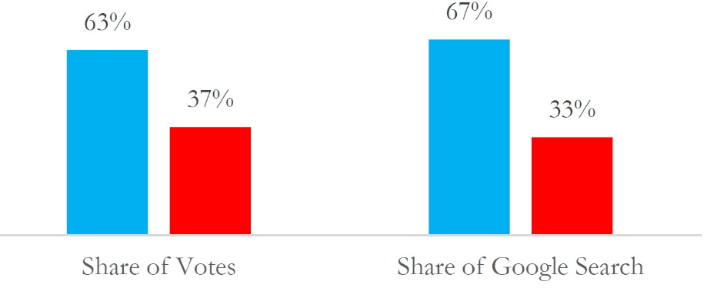 63%
37%
67%
33%
Share of Votes
Share of Google Search